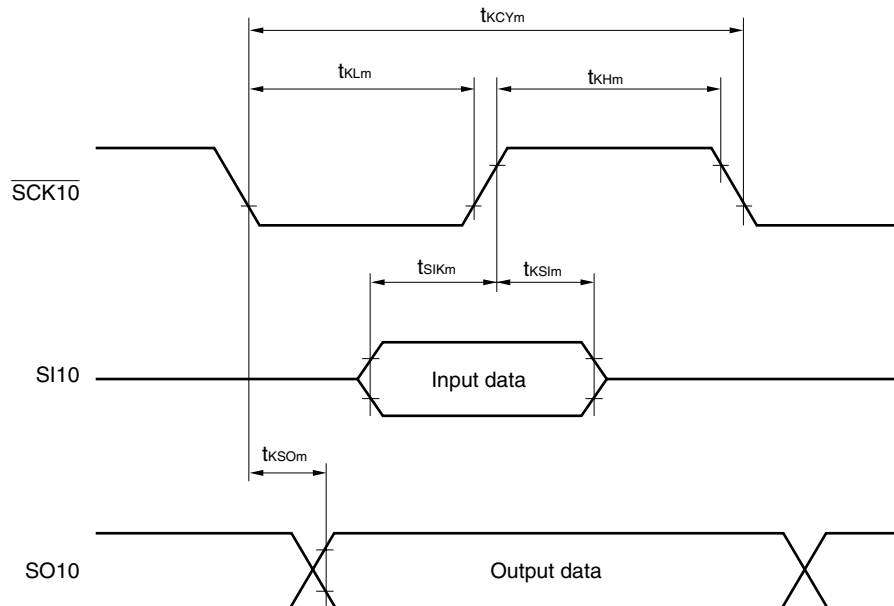 tKCYm
tKLm
tKHm
SCK10
tSIKm
tKSIm
SI10
Input data
tKSOm
SO10
Output data